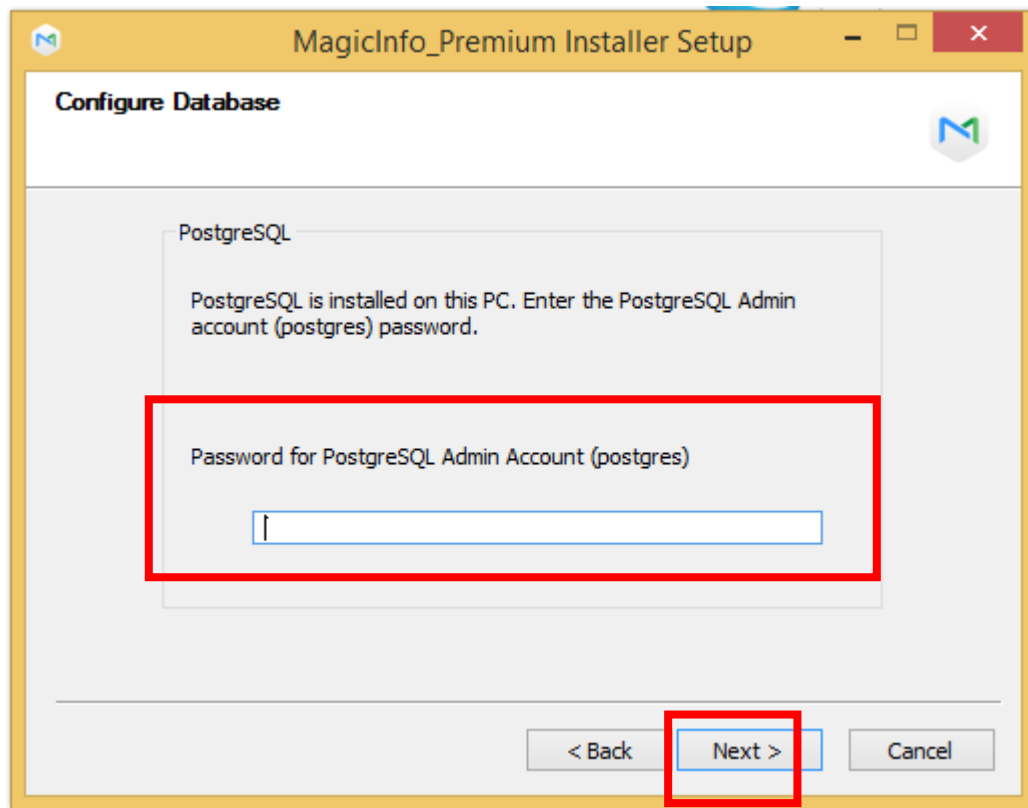 MagicInfo_Premium Installer Setup
Configure Database
PostgreSQL
PostgreSQL is installed on this PC. Enter the PostgreSQL Admin
account (postgres) password.
Password for PostgreSQL Admin Account (postgres)
< Back
Next >
Cancel